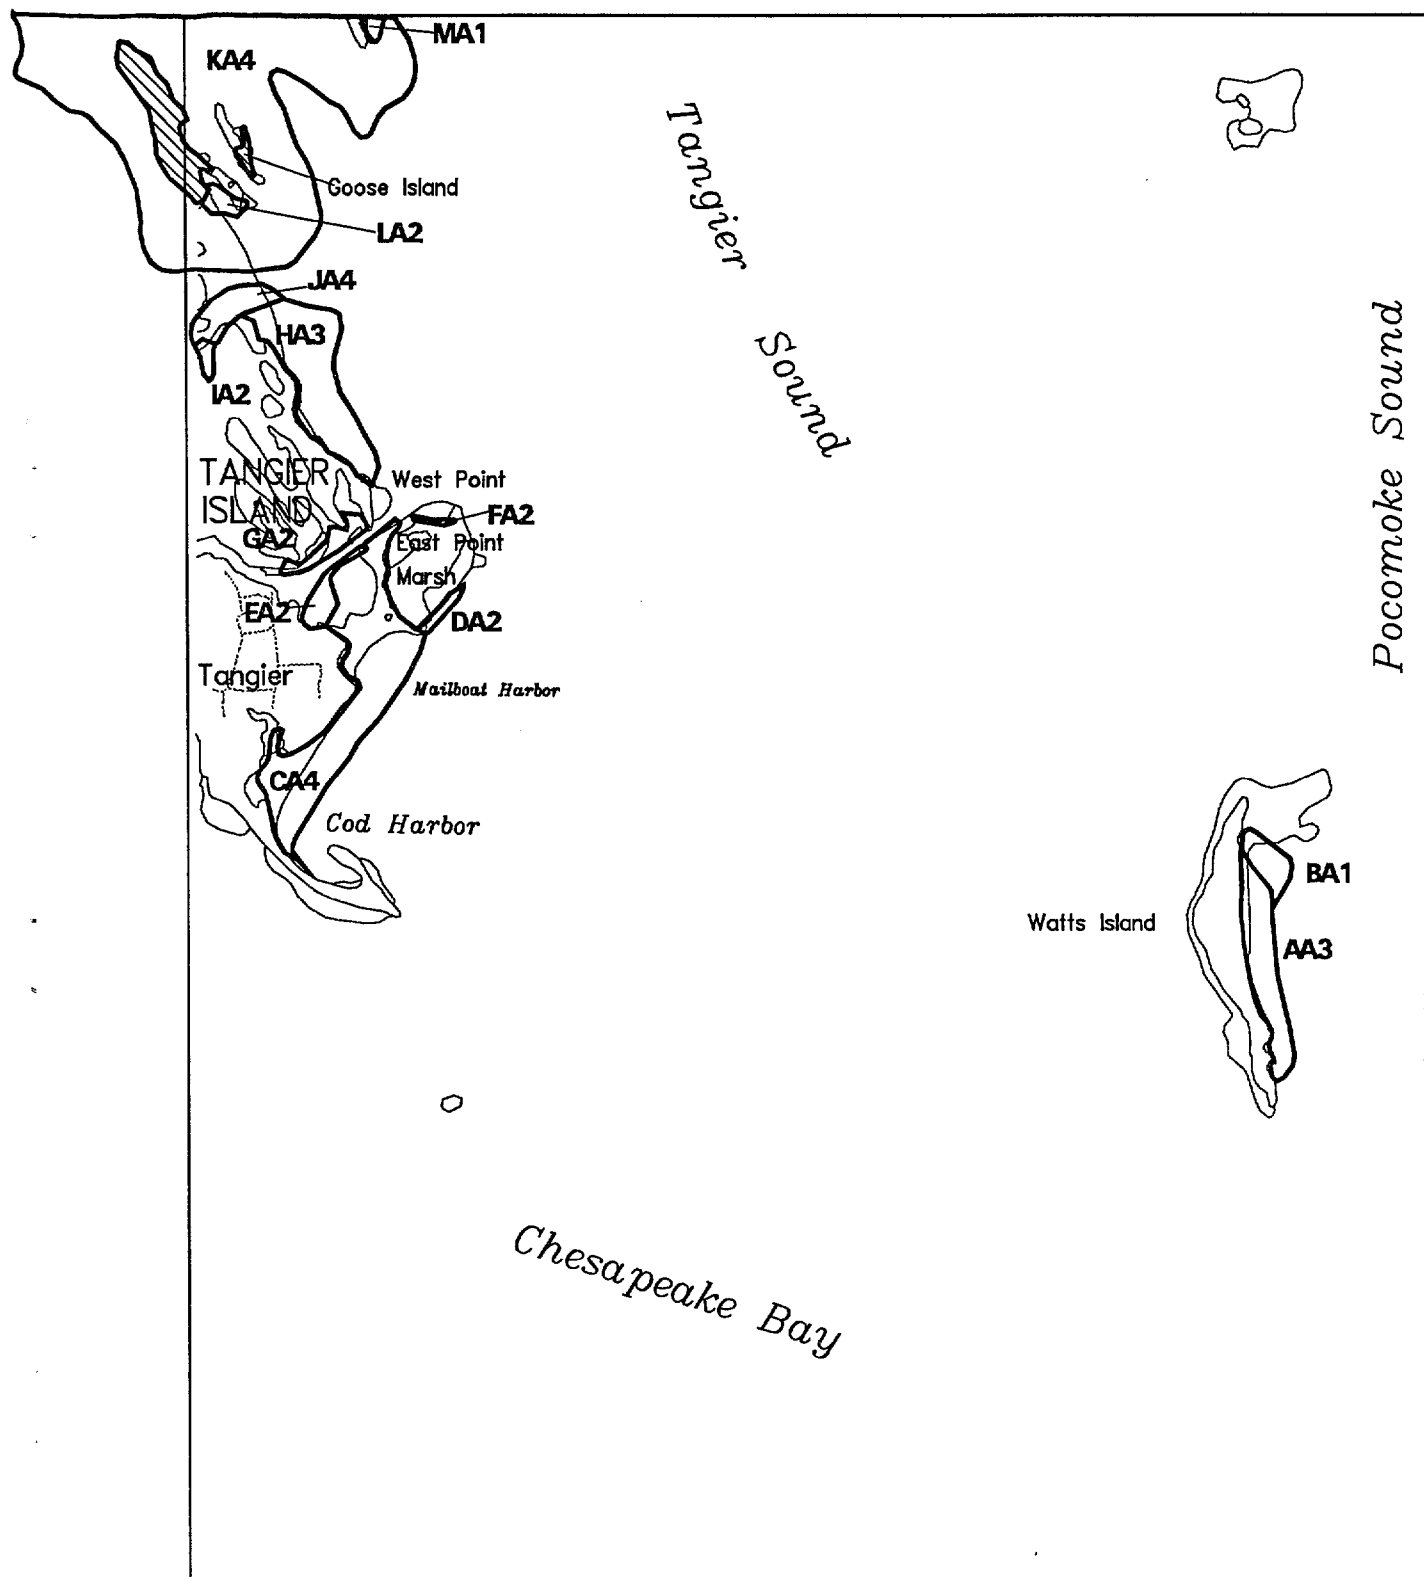 MA1
KA4
Tangier
Sound
Goose Island
LA2
JA4
HA3
IA2
Pocomoke Sound
TANGIER
ISLAND
West Point
FA2
GA2
East Point
Marsh
EA2
DA2
Tangier
Mailboat Harbor
CA4
Cod Harbor
BA1
Watts Island
AA3
Chesapeake Bay